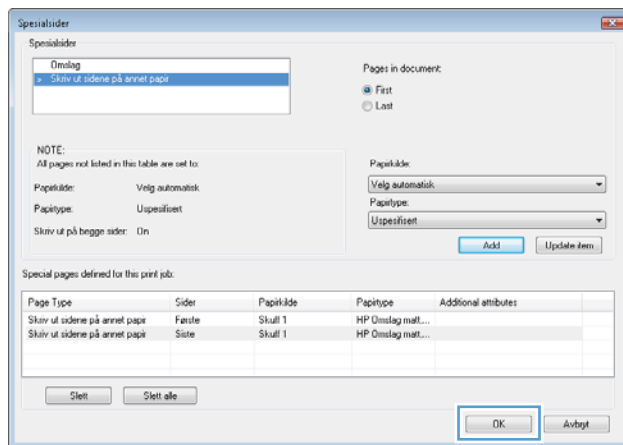 Spesialsider
Spesialsider
Omslag
» Skriv ut sidene på annet papir
Pages in document:
First
Last
NOTE:
All pages not listed in this table are set to:
Papirkilde: Velg automatisk
Papirtype: Uspesifisert
Skriv ut på begge sider: On
Papirkilde:
Velg automatisk
Papirtype:
Uspesifisert
Add Update item
Special pages defined for this print job:
Page Type Sider Papirkilde Papirtype Additional attributes
Skriv ut sidene på annet papir Første Skuff 1 HP Omslag matt,...
Skriv ut sidene på annet papir Siste Skuff 1 HP Omslag matt,...
Slett Slett alle
OK Avbryt